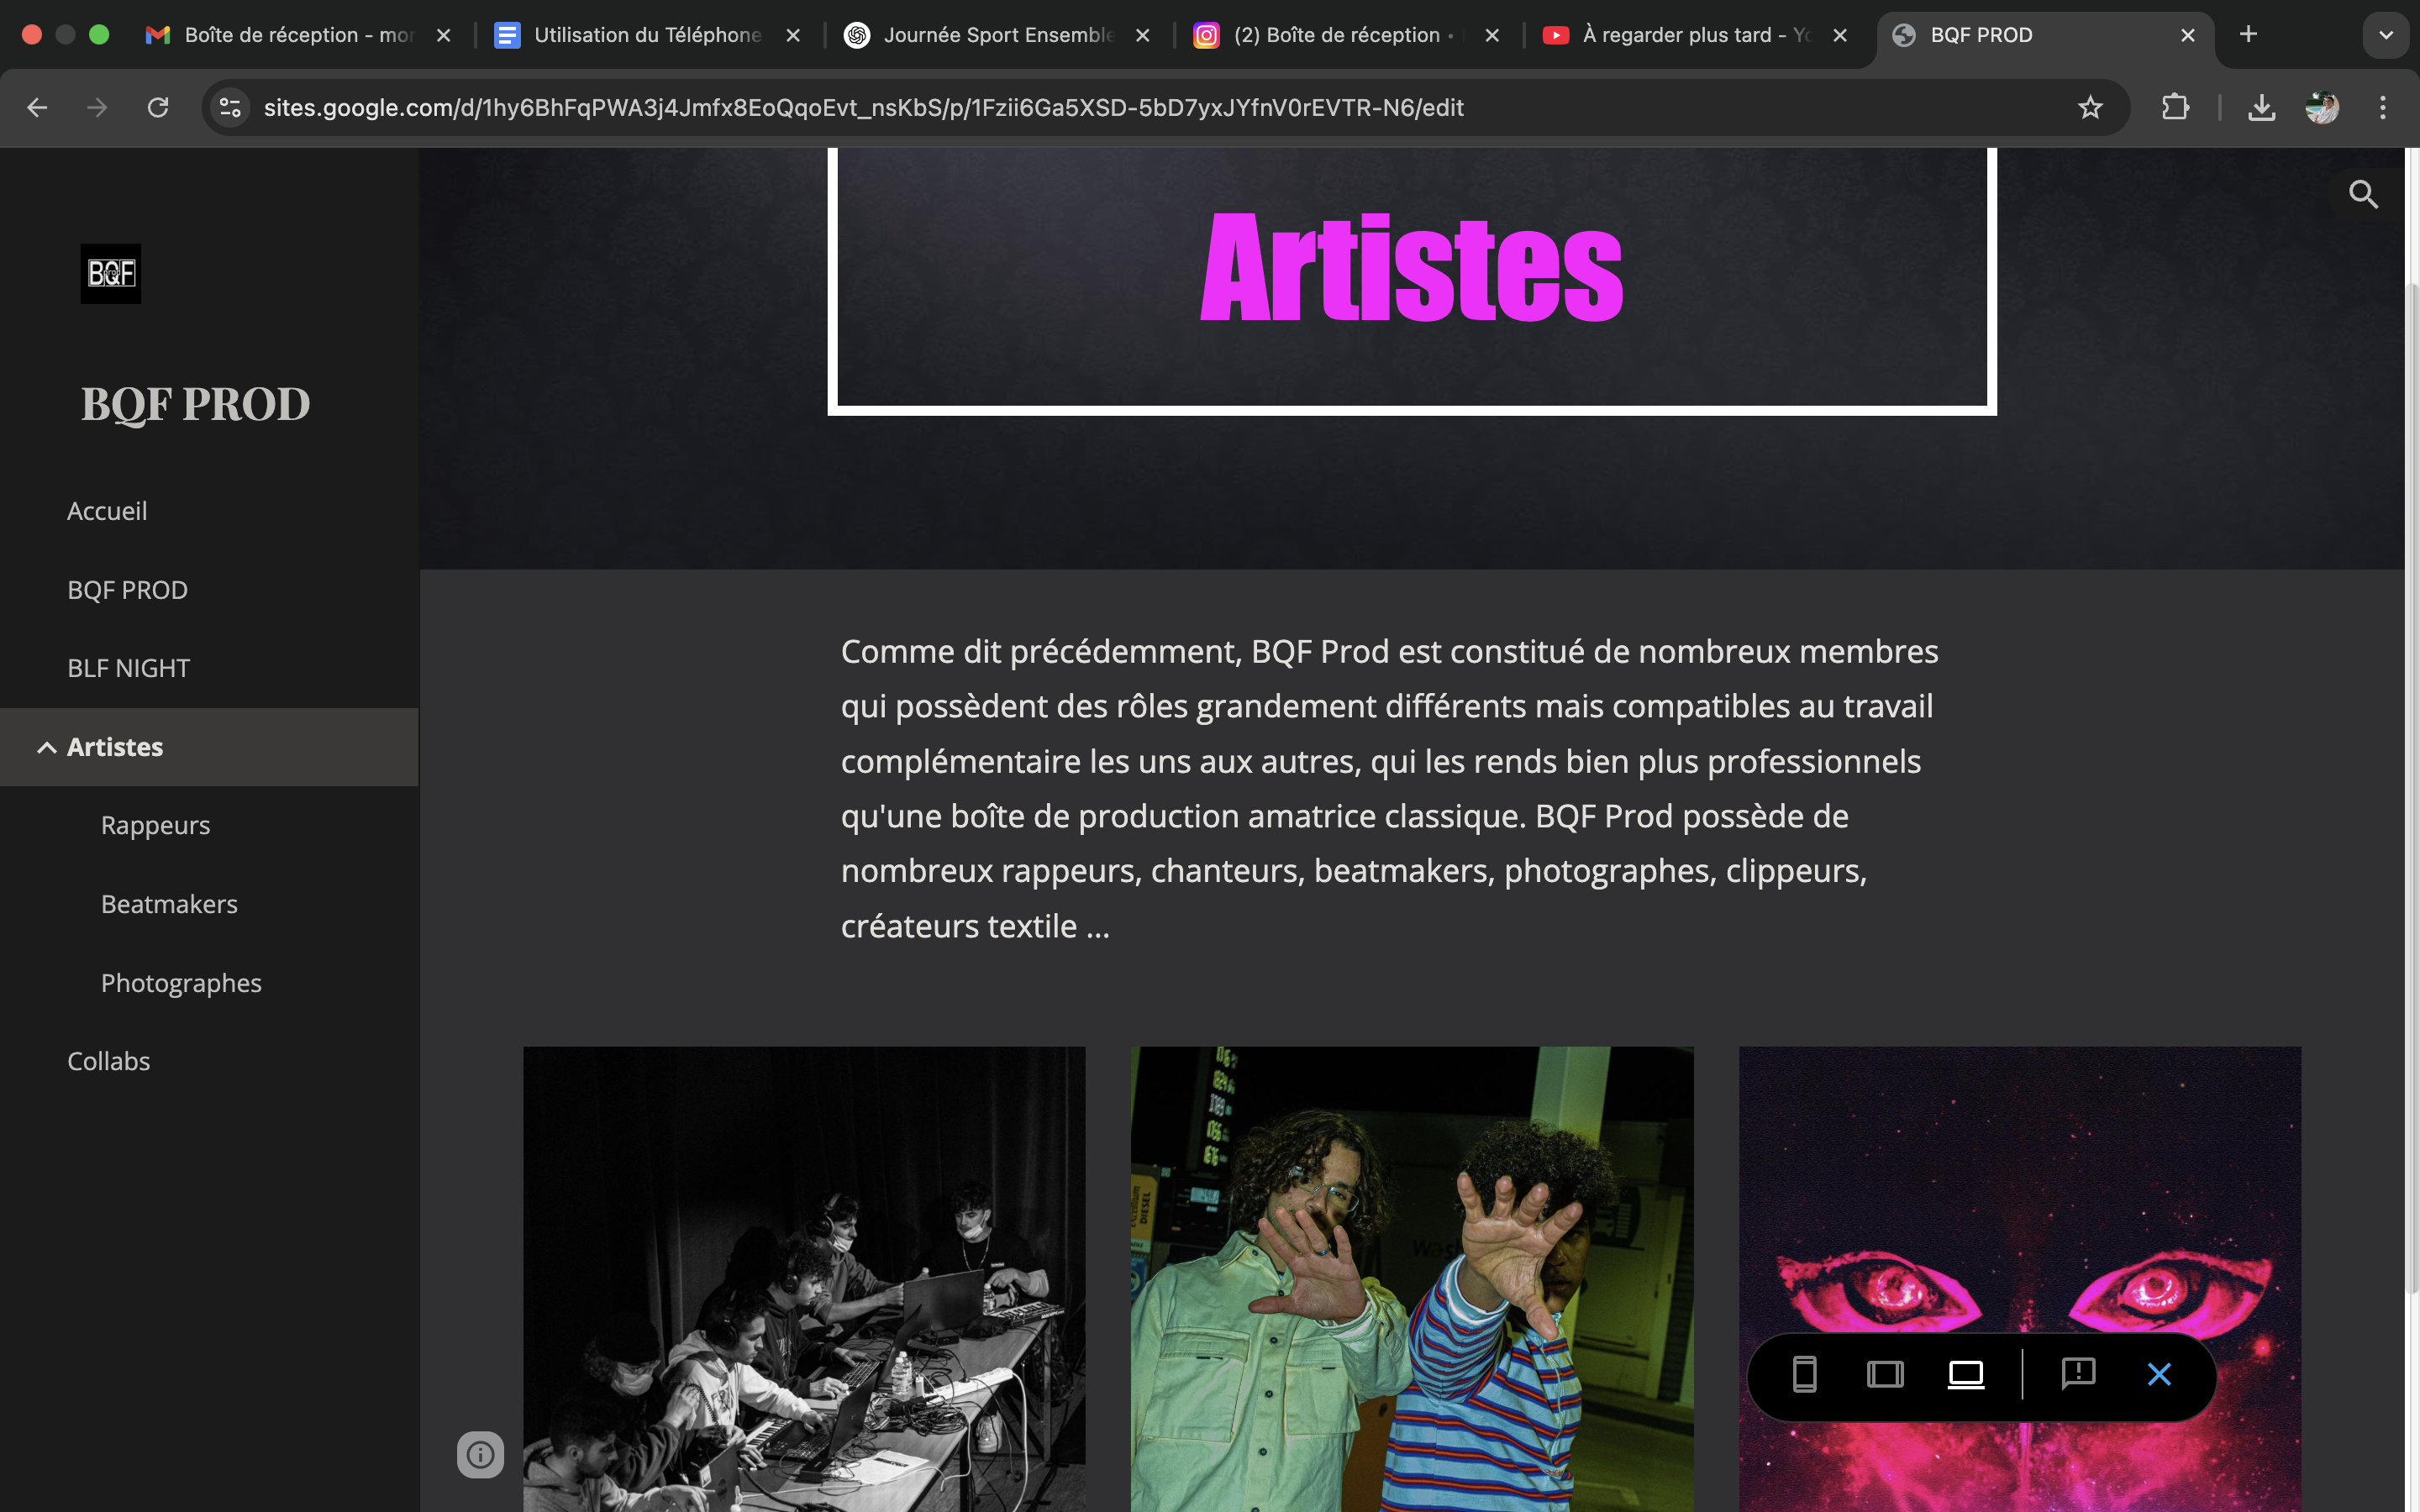 Boîte de réception - mor
Utilisation du Téléphone
Journée Sport Ensemble
(2) Boîte de réception •
À regarder plus tard - Yo
BQF PROD
sites.google.com/d/1hy6BhFqPWA3j4Jmfx8EoQqoEvt_nsKbS/p/1Fzii6Ga5XSD-5bD7yxJYfnV0rEVTR-N6/edit
BQF
prod
BQF PROD
Accueil
BQF PROD
BLF NIGHT
Artistes
Rappeurs
Beatmakers
Photographes
Collabs
Artistes
Comme dit précédemment, BQF Prod est constitué de nombreux membres
qui possèdent des rôles grandement différents mais compatibles au travail
complémentaire les uns aux autres, qui les rends bien plus professionnels
qu'une boîte de production amatrice classique. BQF Prod possède de
nombreux rappeurs, chanteurs, beatmakers, photographes, clippeurs,
créateurs textile ...
DIESEL